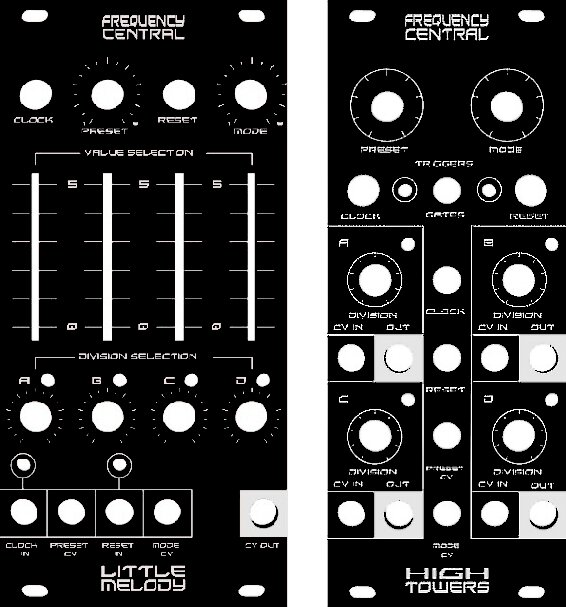 FREQUENCY
CENTRAL
CLOCK
PRESET
RESET
MODE
VALUE SELECTION
5 5 5
0 0 0
DIVISION SELECTION
A B C D
CLOCK
IN
PRESET
CV
RESET
IN
MODE
CV
CV OUT
LITTLE
MELODY
FREQUENCY
CENTRAL
PRESET
MODE
TRIGGERS
CLOCK
GATES
RESET
A
DIVISION
CV IN OUT
B
DIVISION
CV IN OUT
CLOCK
RESET
C
DIVISION
CV IN OUT
D
DIVISION
CV IN OUT
PRESET
CV
MODE
CV
HIGH
TOWERS